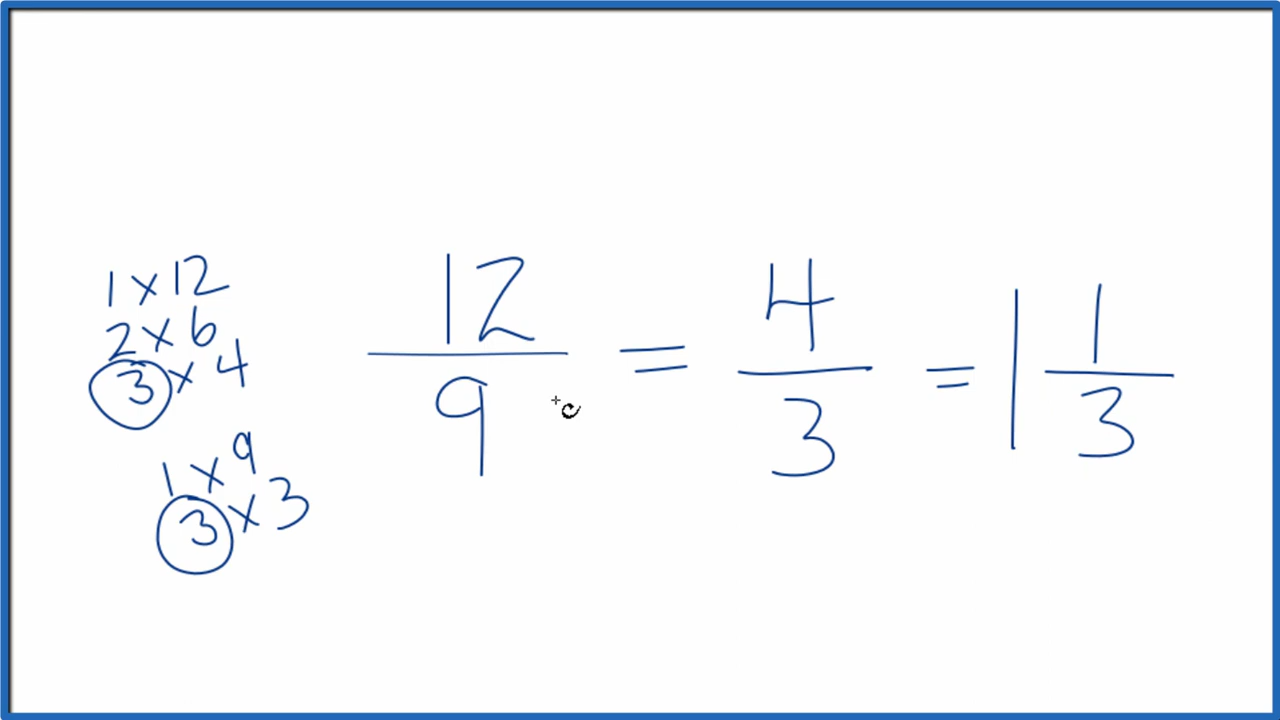 1 x 12
2 x 6
3 x 4
1 x 9
3 x 3
12/9 = 4/3 = 1 1/3